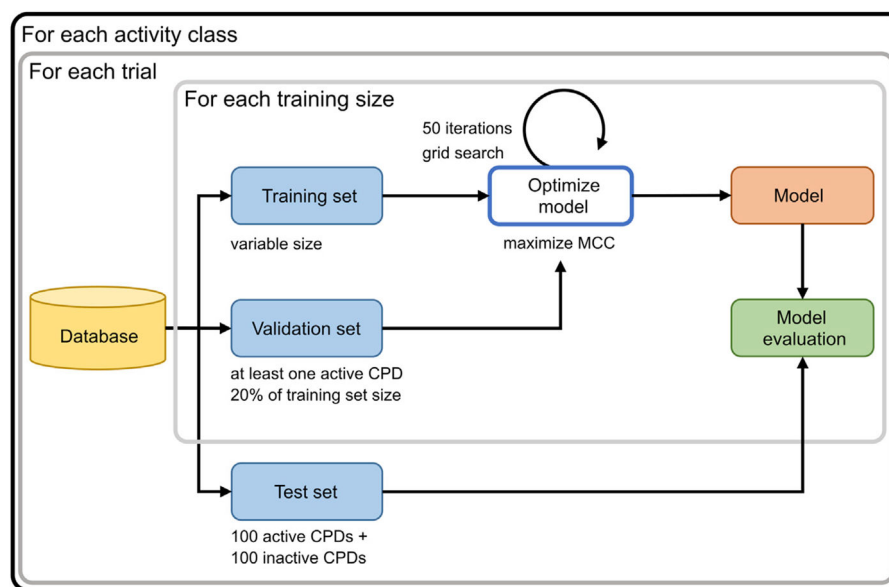 For each activity class
For each trial
For each training size
50 iterations
grid search
Training set
variable size
Optimize
model
maximize MCC
Model
Database
Validation set
at least one active CPD
20% of training set size
Model
evaluation
Test set
100 active CPDs +
100 inactive CPDs